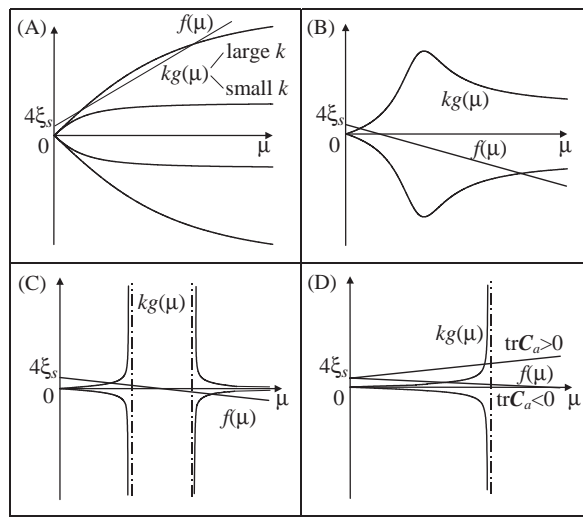 (A)
f(μ)
kg(μ)
large k
small k
4ξs
0
μ
(B)
kg(μ)
4ξs
0
μ
f(μ)
(C)
kg(μ)
4ξs
0
μ
f(μ)
(D)
kg(μ)
trCa>0
4ξs
f(μ)
0
trCa<0
μ